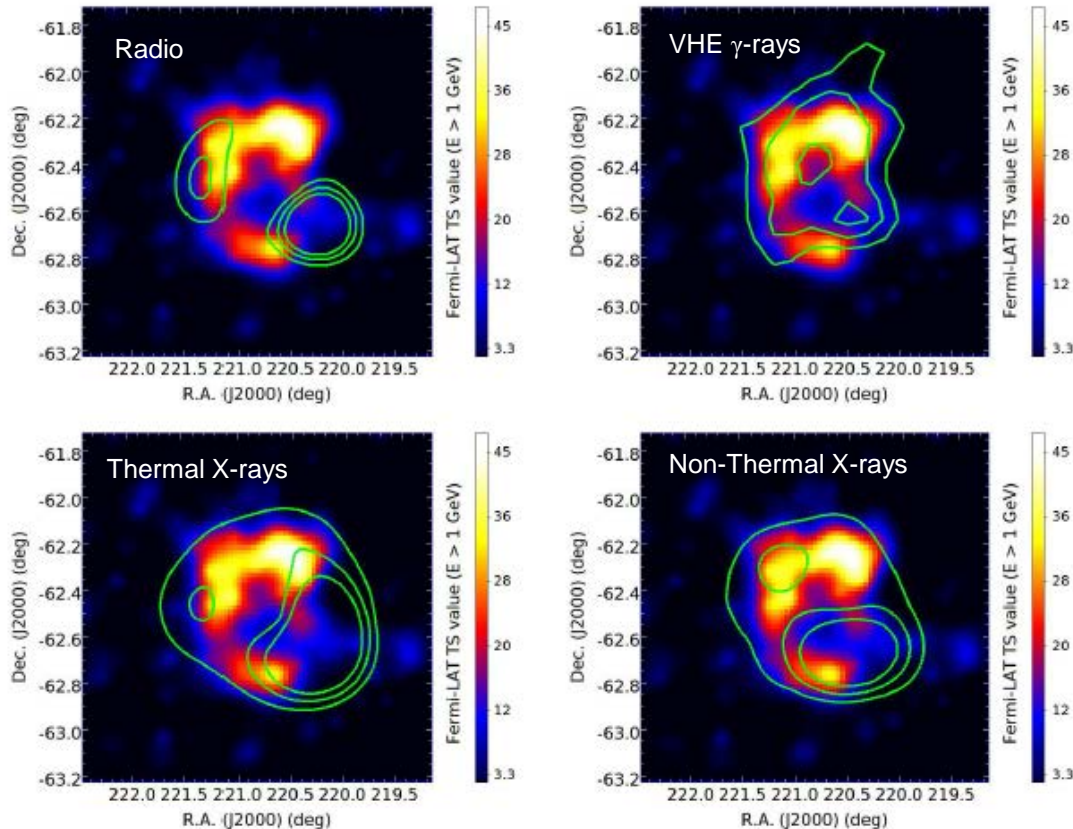 Radio
-61.8
-62.0
-62.2
-62.4
-62.6
-62.8
-63.0
-63.2
Dec. (J2000) (deg)
222.0 221.5 221.0 220.5 220.0 219.5
R.A. (J2000) (deg)
45
36
28
20
12
3.3
Fermi-LAT TS value (E > 1 GeV)
VHE γ-rays
-61.8
-62.0
-62.2
-62.4
-62.6
-62.8
-63.0
-63.2
Dec. (J2000) (deg)
222.0 221.5 221.0 220.5 220.0 219.5
R.A. (J2000) (deg)
45
36
28
20
12
3.3
Fermi-LAT TS value (E > 1 GeV)
Thermal X-rays
-61.8
-62.0
-62.2
-62.4
-62.6
-62.8
-63.0
-63.2
Dec. (J2000) (deg)
222.0 221.5 221.0 220.5 220.0 219.5
R.A. (J2000) (deg)
45
36
28
20
12
3.3
Fermi-LAT TS value (E > 1 GeV)
Non-Thermal X-rays
-61.8
-62.0
-62.2
-62.4
-62.6
-62.8
-63.0
-63.2
Dec. (J2000) (deg)
222.0 221.5 221.0 220.5 220.0 219.5
R.A. (J2000) (deg)
45
36
28
20
12
3.3
Fermi-LAT TS value (E > 1 GeV)